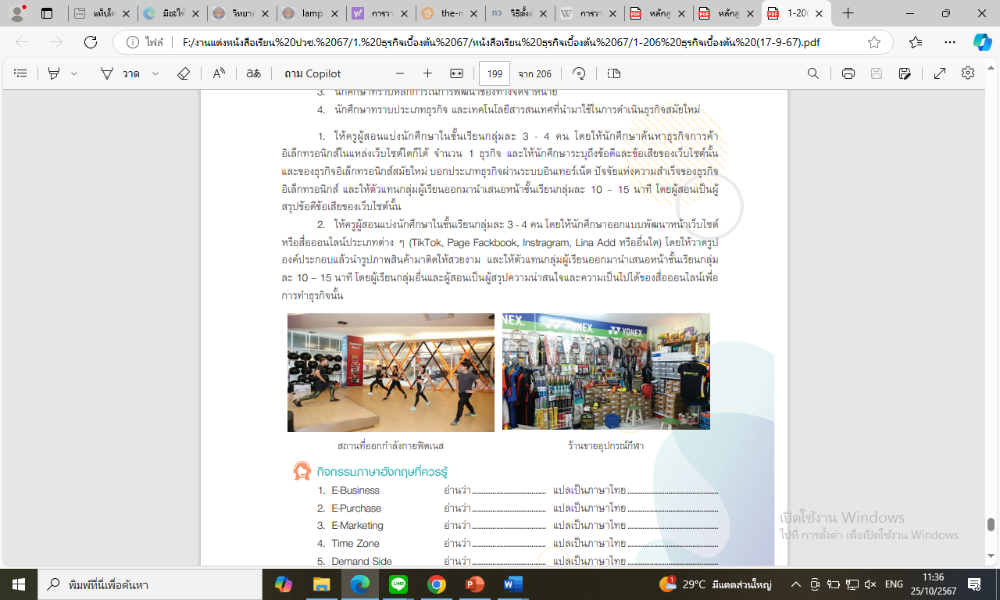 แท็บให
มีอะไร
วิทยาล
lamp
การวา
the-n
วิธีตั้งเ
การวา
หลักสู
หลักสู
1-20
ไฟล์ F:/งานแต่งหนังสือเรียน%20ปวช.%2067/1.%20ธุรกิจเบื้องต้น%2067/หนังสือเรียน%20ธุรกิจเบื้องต้น%2067/1-206%20ธุรกิจเบื้องต้น%20(17-9-67).pdf
วาด ถาม Copilot 199 จาก 206
3. นักศึกษาทราบหลักการในการพัฒนาช่องทางจัดจำหน่าย
4. นักศึกษาทราบประเภทธุรกิจ และเทคโนโลยีสารสนเทศที่นำมาใช้ในการดำเนินธุรกิจสมัยใหม่
1. ให้ครูผู้สอนแบ่งนักศึกษาในชั้นเรียนกลุ่มละ 3 - 4 คน โดยให้นักศึกษาค้นหาธุรกิจการค้า
อิเล็กทรอนิกส์ในแหล่งเว็บไซต์ใดก็ได้ จำนวน 1 ธุรกิจ และให้นักศึกษาระบุถึงข้อดีและข้อเสียของเว็บไซต์นั้น
และของธุรกิจอิเล็กทรอนิกส์สมัยใหม่ บอกประเภทธุรกิจผ่านระบบอินเทอร์เน็ต ปัจจัยแห่งความสำเร็จของธุรกิจ
อิเล็กทรอนิกส์ และให้ตัวแทนกลุ่มผู้เรียนออกมานำเสนอหน้าชั้นเรียนกลุ่มละ 10 – 15 นาที โดยผู้สอนเป็นผู้
สรุปข้อดีข้อเสียของเว็บไซต์นั้น
2. ให้ครูผู้สอนแบ่งนักศึกษาในชั้นเรียนกลุ่มละ 3 - 4 คน โดยให้นักศึกษาออกแบบพัฒนาหน้าเว็บไซต์
หรือสื่อออนไลน์ประเภทต่าง ๆ (TikTok, Page Fackbook, Instragram, Lina Add หรืออื่นใด) โดยให้วาดรูป
องค์ประกอบแล้วนำรูปภาพสินค้ามาติดให้สวยงาม และให้ตัวแทนกลุ่มผู้เรียนออกมานำเสนอหน้าชั้นเรียนกลุ่ม
ละ 10 – 15 นาที โดยผู้เรียนกลุ่มอื่นและผู้สอนเป็นผู้สรุปความน่าสนใจและความเป็นไปได้ของสื่อออนไลน์เพื่อ
การทำธุรกิจนั้น
NEX. YONEX YONEX
สถานที่ออกกำลังกายฟิตเนส
ร้านขายอุปกรณ์กีฬา
กิจกรรมภาษาอังกฤษที่ควรรู้
1. E-Business อ่านว่า...................................... แปลเป็นภาษาไทย...............................................
2. E-Purchase อ่านว่า...................................... แปลเป็นภาษาไทย...............................................
3. E-Marketing อ่านว่า...................................... แปลเป็นภาษาไทย...............................................
4. Time Zone อ่านว่า...................................... แปลเป็นภาษาไทย...............................................
5. Demand Side อ่านว่า...................................... แปลเป็นภาษาไทย...............................................
เปิดใช้งาน Windows
ไปที่ การตั้งค่า เพื่อเปิดใช้งาน Windows
พิมพ์ที่นี่เพื่อค้นหา
29°C มีแดดส่วนใหญ่
ENG
11:36
25/10/2567